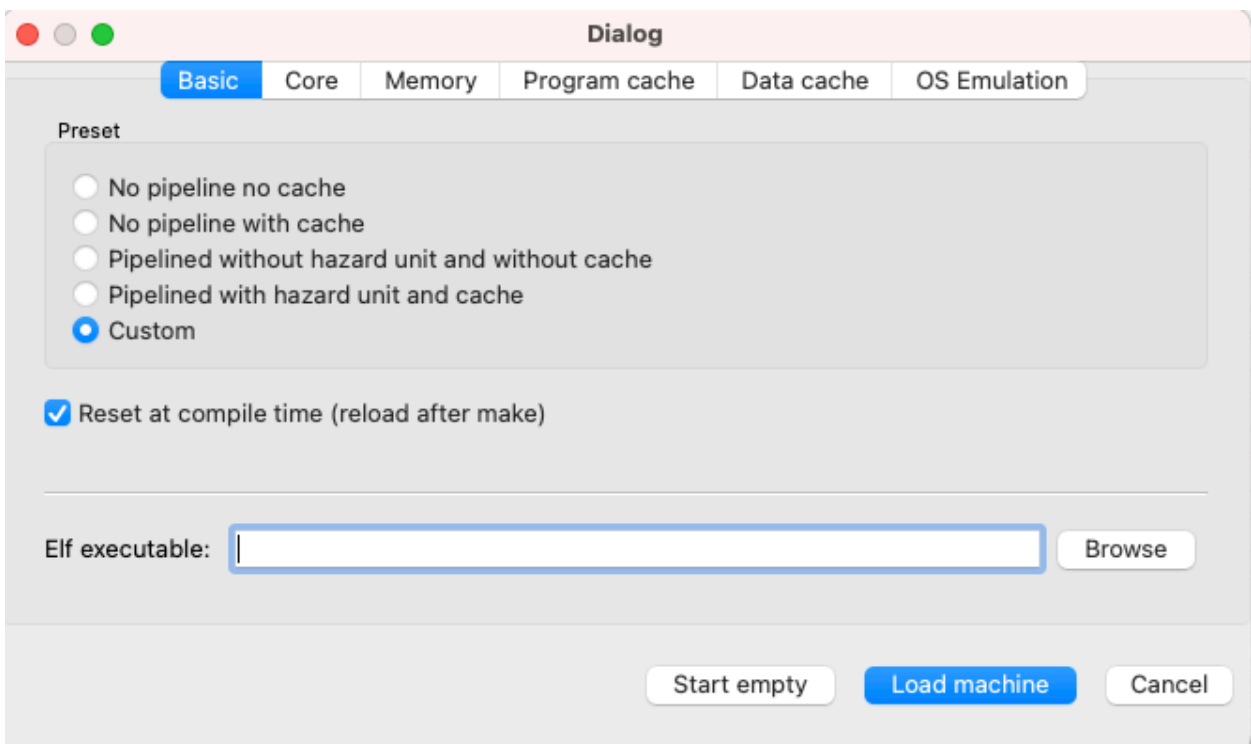 Dialog
Basic Core Memory Program cache Data cache OS Emulation
Preset
No pipeline no cache
No pipeline with cache
Pipelined without hazard unit and without cache
Pipelined with hazard unit and cache
Custom
Reset at compile time (reload after make)
Elf executable: Browse
Start empty Load machine Cancel